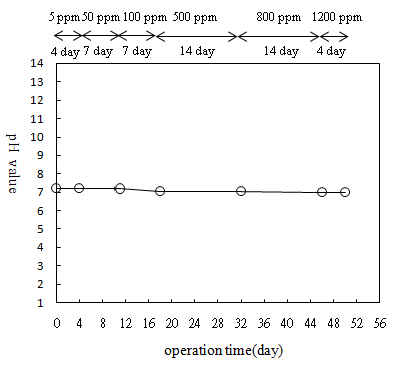 5 ppm 50 ppm 100 ppm 500 ppm 800 ppm 1200 ppm
4 day 7 day 7 day 14 day 14 day 4 day
14
13
12
11
10
9
8
7
6
5
4
3
2
1
pH value
0 4 8 12 16 20 24 28 32 36 40 44 48 52 56
operation time(day)